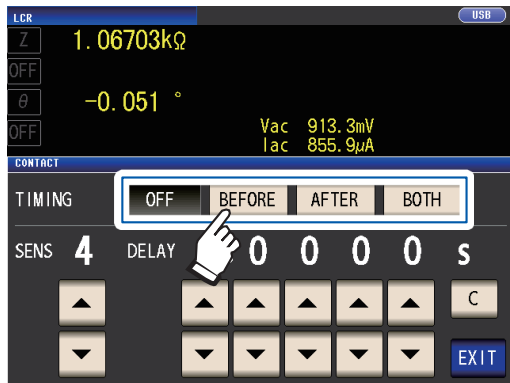 LCR USB
Z 1.06703kΩ
OFF
θ -0.051 °
OFF
Vac 913.3mV
Iac 855.9µA
CONTACT
TIMING OFF BEFORE AFTER BOTH
SENS 4 DELAY 0 0 0 0 s
C
EXIT